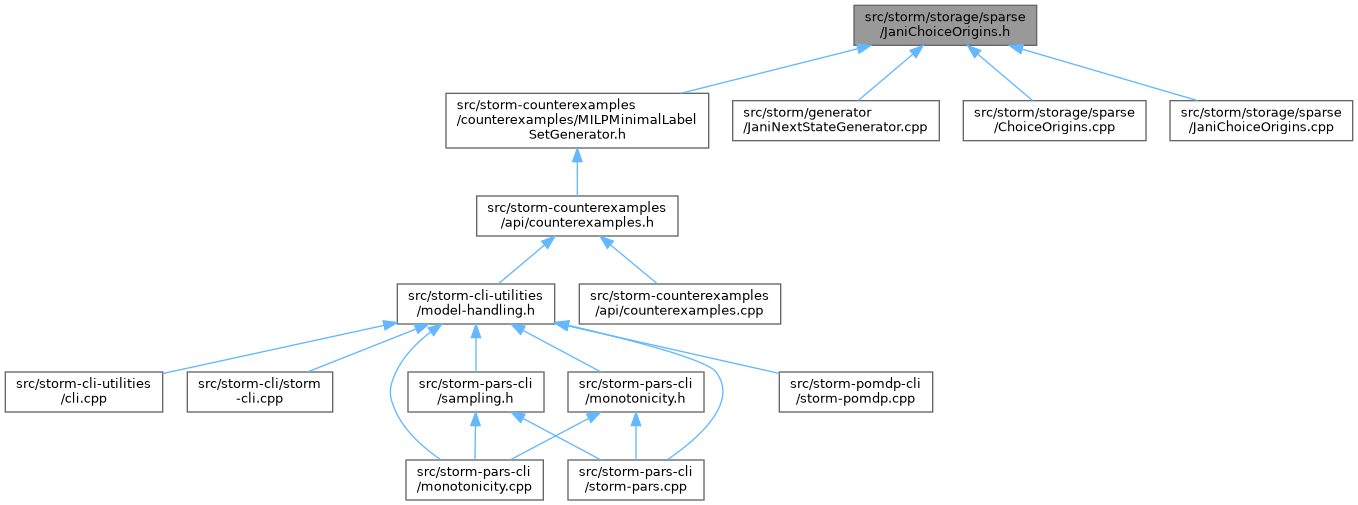 src/storm/storage/sparse
/JaniChoiceOrigins.h
src/storm-counterexamples
/counterexamples/MILPMinimalLabel
SetGenerator.h
src/storm/generator
/JaniNextStateGenerator.cpp
src/storm/storage/sparse
/ChoiceOrigins.cpp
src/storm/storage/sparse
/JaniChoiceOrigins.cpp
src/storm-counterexamples
/api/counterexamples.h
src/storm-cli-utilities
/model-handling.h
src/storm-counterexamples
/api/counterexamples.cpp
src/storm-cli-utilities
/cli.cpp
src/storm-cli/storm
-cli.cpp
src/storm-pars-cli
/sampling.h
src/storm-pars-cli
/monotonicity.h
src/storm-pomdp-cli
/storm-pomdp.cpp
src/storm-pars-cli
/monotonicity.cpp
src/storm-pars-cli
/storm-pars.cpp